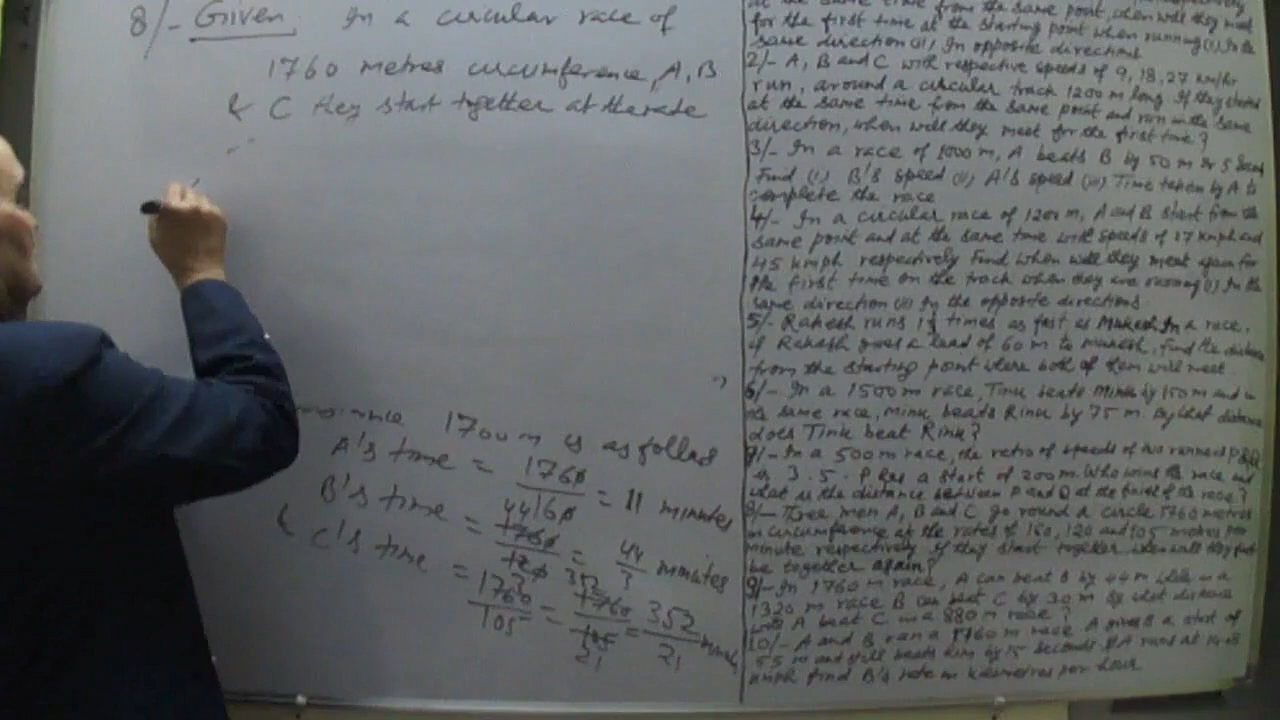 8/- Given In a circular race of
1760 metres circumference, A, B
& C they start together at the rate
1700 m is as follows
A's time = 1760 = 11 minutes
44160
B's time = 1760 = 44 minutes
120 3
& C's time = 1760 = 1760 = 352
105 105 21
21
at the same time from the same point, when will they meet
for the first time at the starting point when running (i) In the
same direction (ii) In opposite directions
2/- A, B and C with respective speeds of 9, 18, 27 km/hr
run, around a circular track 1200 m long. If they started
at the same time from the same point and run in the same
direction, when will they meet for the first time?
3/- In a race of 1000 m, A beats B by 50 m or 5 Seconds
Find (i) B's speed (ii) A's speed (iii) Time taken by A to
complete the race
4/- In a circular race of 1200 m, A and B start from the
same point and at the same time with speeds of 27 kmph and
45 kmph respectively Find when will they meet again for
the first time on the track when they are running (i) In the
same direction (ii) In the opposite directions.
5/- Rakesh runs times as fast as Mukesh In a race,
if Rakesh gives a lead of 60 m to mukesh, find the distance
from the starting point where both of them will meet
6/- In a 1500 m race, Tinu beats Minu by 150 m and in
the same race, Minu beats Rinu by 75 m. By what distance
does Tinu beat Rinu?
7/- In a 500 m race, the ratio of speeds of two runners P & Q
is 3:5. P has a start of 200 m. Who wins the race and
what is the distance between P and Q at the finish of the race?
8/- Three men A, B and C go round a circle 1760 metres
in circumference at the rates of 160, 120 and 105 metres per
minute respectively If they start together, when will they first
be together again?
9/- In 1760 m race, A can beat B by 44 m while in a
1320 m race B can beat C by 30 m By what distance
will A beat C in a 880 m race?
10/- A and B ran a 1760 m race A gives B a start of
55 m and still beats him by 15 seconds If A runs at
kmph find B's rate in kilometres per hour